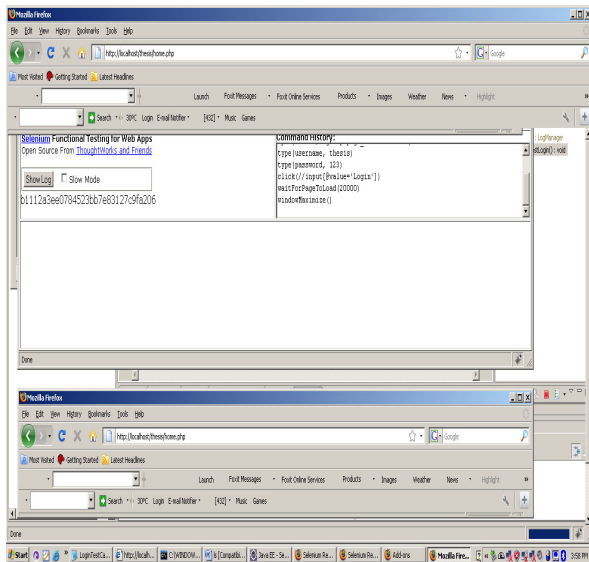 Mozilla Firefox
File Edit View History Bookmarks Tools Help
http://localhost/thesis/home.php
Google
Most Visited Getting Started Latest Headlines
Launch Foxit Messages Foxit Online Services Products Images Weather News Highlight
Search 30°C Login E-mail Notifier [432] Music Games
Selenium Functional Testing for Web Apps
Open Source From ThoughtWorks and Friends
Command History:
: LogManager
estLogin() : void
type(username, thesis)
type(password, 123)
click(//input[@value='Login'])
waitForPageToLoad(20000)
windowMaximize()
Show Log Slow Mode
b1112a3ee0784523bb7e83127c9fa206
Done
Mozilla Firefox
File Edit View History Bookmarks Tools Help
http://localhost/thesis/home.php
Google
Most Visited Getting Started Latest Headlines
Launch Foxit Messages Foxit Online Services Products Images Weather News Highlight
Search 30°C Login E-mail Notifier [432] Music Games
Done
Start LoginTestCa... http://localh... C:\WINDOW... ls [Compatibi... Java EE - Se... Selenium Re... Selenium Re... Add-ons Mozilla Fire... 3:58 PM